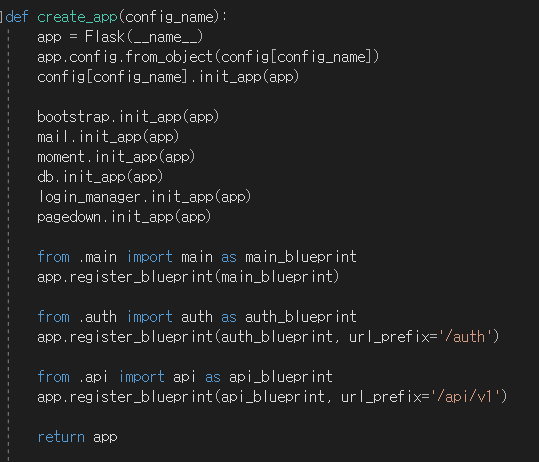 def create_app(config_name):
    app = Flask(__name__)
    app.config.from_object(config[config_name])
    config[config_name].init_app(app)

    bootstrap.init_app(app)
    mail.init_app(app)
    moment.init_app(app)
    db.init_app(app)
    login_manager.init_app(app)
    pagedown.init_app(app)

    from .main import main as main_blueprint
    app.register_blueprint(main_blueprint)

    from .auth import auth as auth_blueprint
    app.register_blueprint(auth_blueprint, url_prefix='/auth')

    from .api import api as api_blueprint
    app.register_blueprint(api_blueprint, url_prefix='/api/v1')

    return app